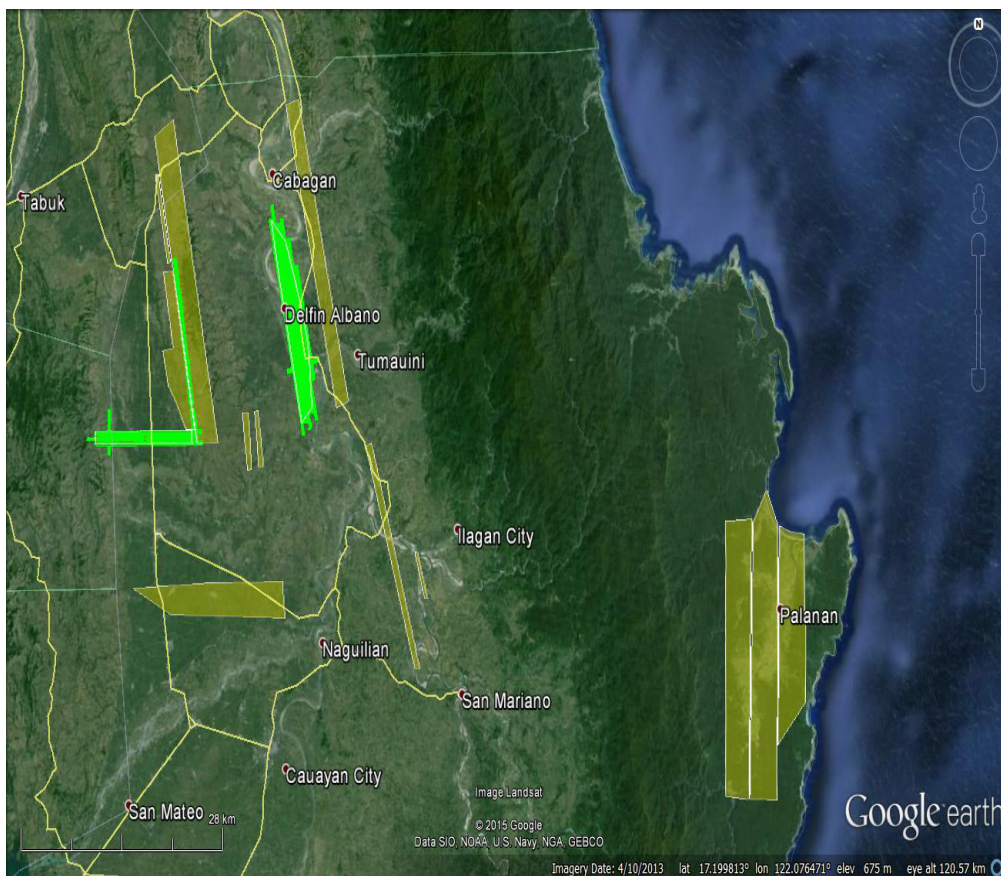 N
Cabagan
Tabuk
Delfin Albano
Tumauini
Ilagan City
Palanan
Naguilian
San Mariano
Cauayan City
San Mateo
28 km
Image Landsat
© 2015 Google
Data SIO, NOAA, U.S. Navy, NGA, GEBCO
Google earth
Imagery Date: 4/10/2013 lat 17.199813° lon 122.076471° elev 675 m eye alt 120.57 km